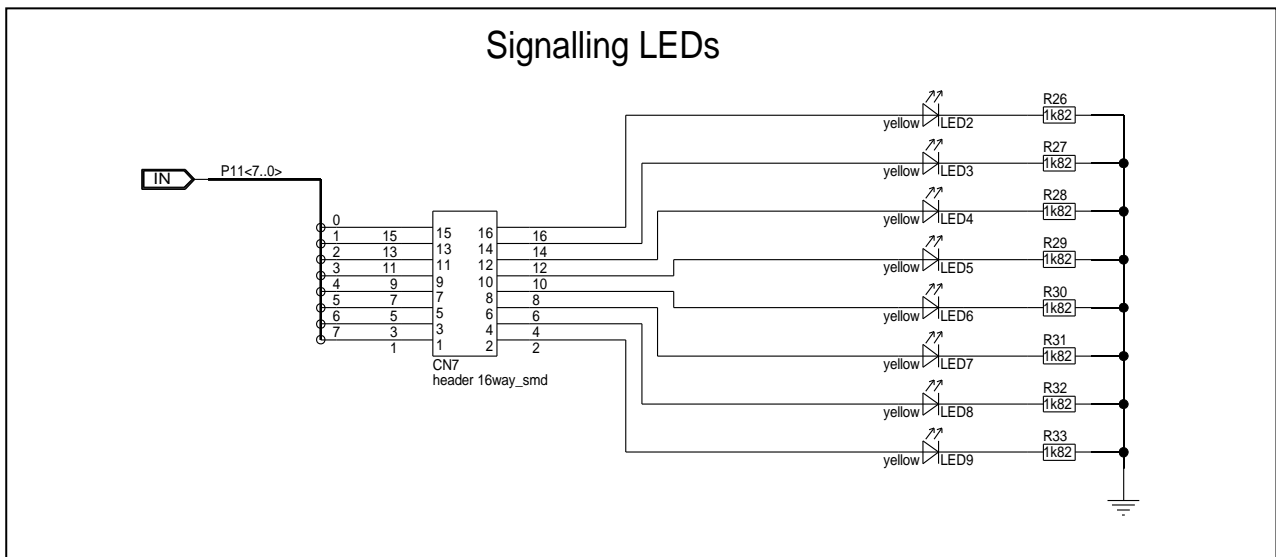 Signalling LEDs
IN
P11<7..0>
yellow LED2
R26
1k82
yellow LED3
R27
1k82
yellow LED4
R28
1k82
yellow LED5
R29
1k82
yellow LED6
R30
1k82
yellow LED7
R31
1k82
yellow LED8
R32
1k82
yellow LED9
R33
1k82
0
15 16
1 15 16
13 14
2 13 14
11 12
3 11 12
9 10
4 9 10
7 8
5 7 8
5 6
6 5 6
3 4
7 3 4
1 2
1 2
CN7
header 16way_smd